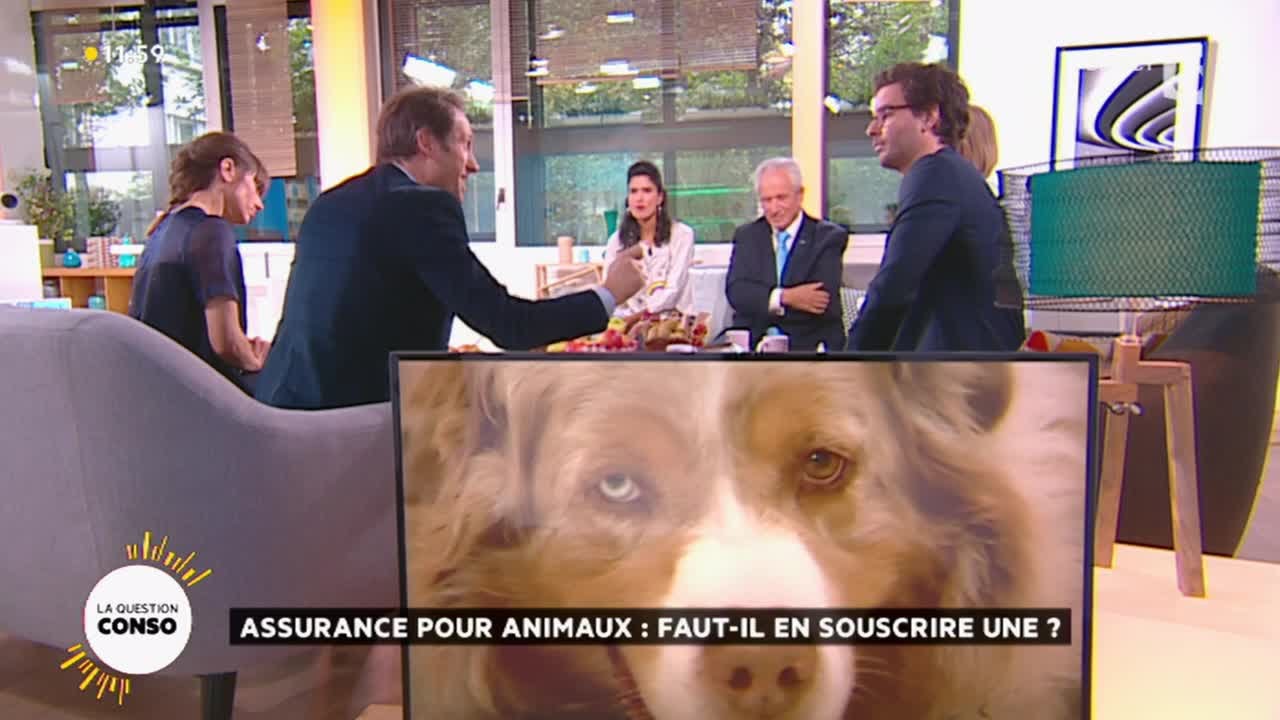 11:59
LA QUESTION
CONSO
ASSURANCE POUR ANIMAUX : FAUT-IL EN SOUSCRIRE UNE ?